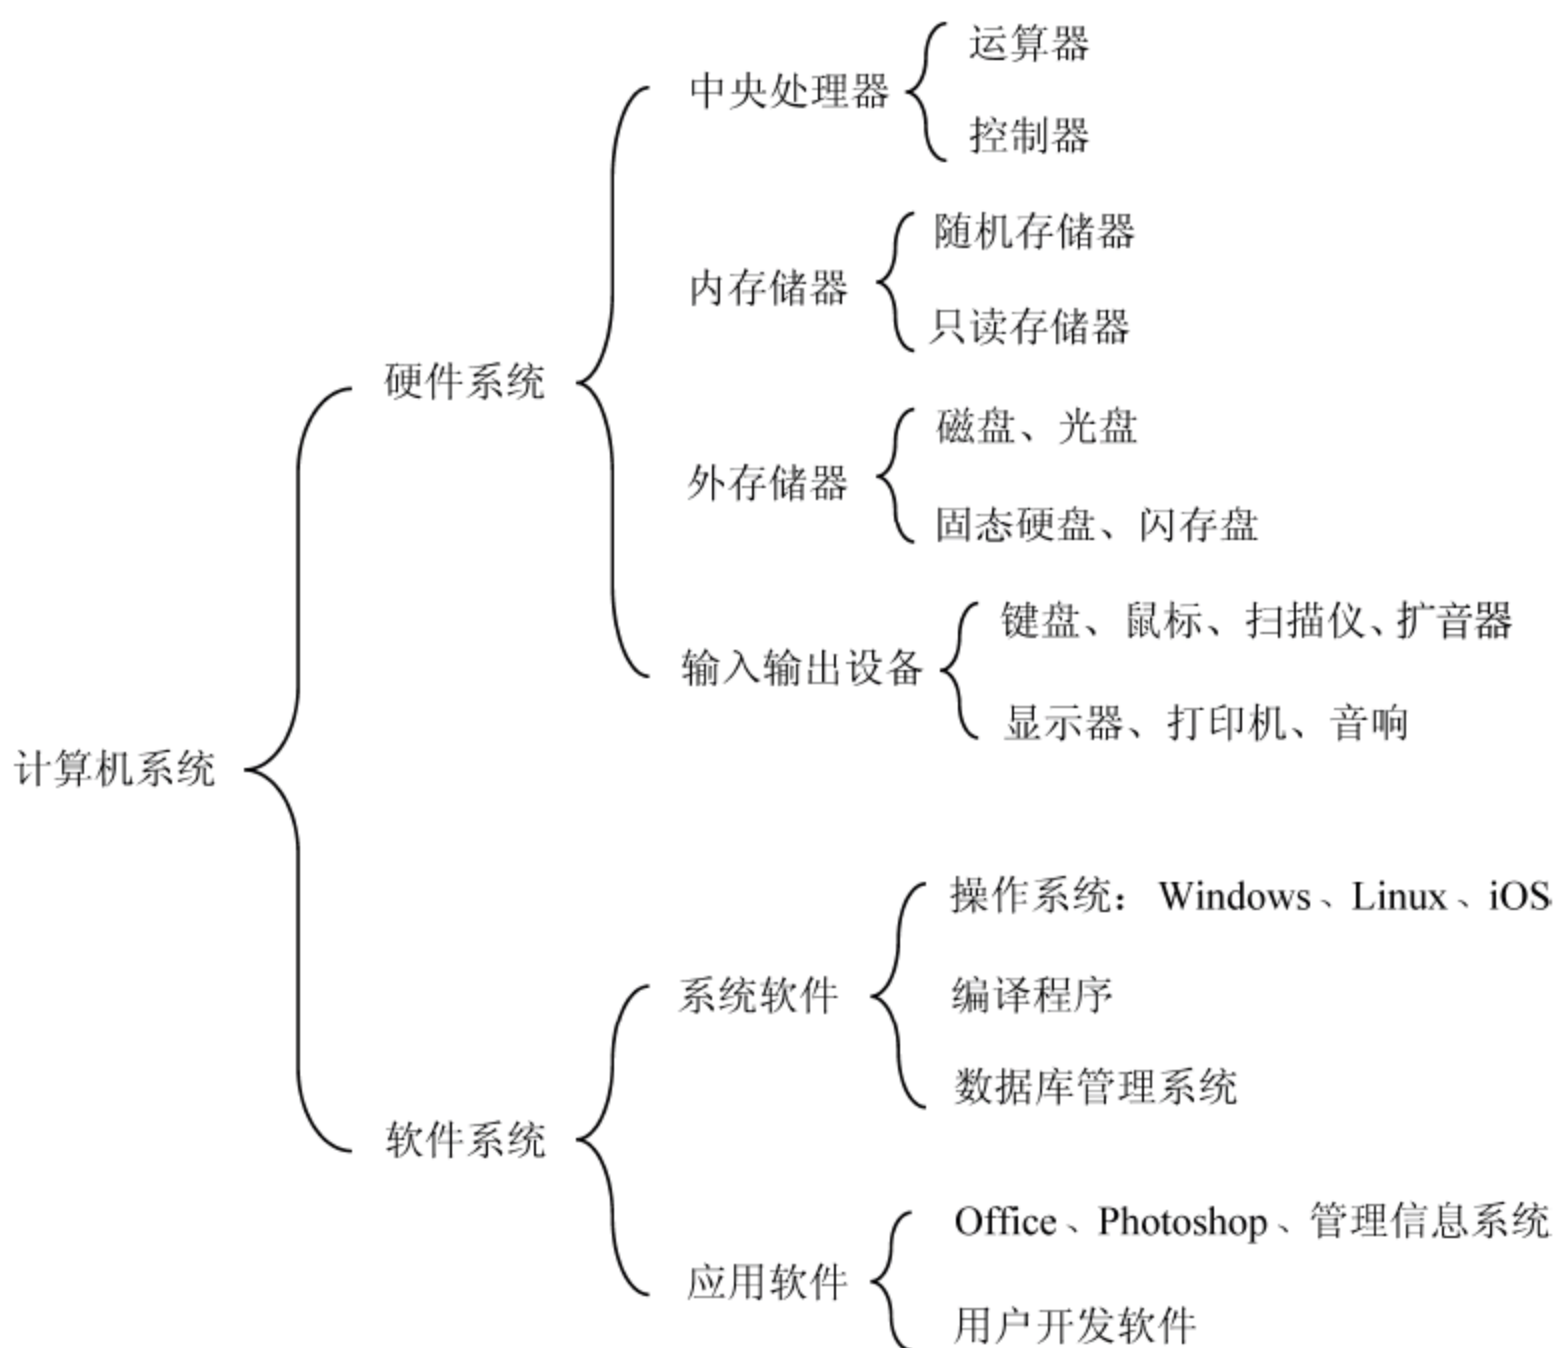 计算机系统
硬件系统
中央处理器
运算器
控制器
内存储器
随机存储器
只读存储器
外存储器
磁盘、光盘
固态硬盘、闪存盘
输入输出设备
键盘、鼠标、扫描仪、扩音器
显示器、打印机、音响
软件系统
系统软件
操作系统：Windows、Linux、iOS
编译程序
数据库管理系统
应用软件
Office、Photoshop、管理信息系统
用户开发软件